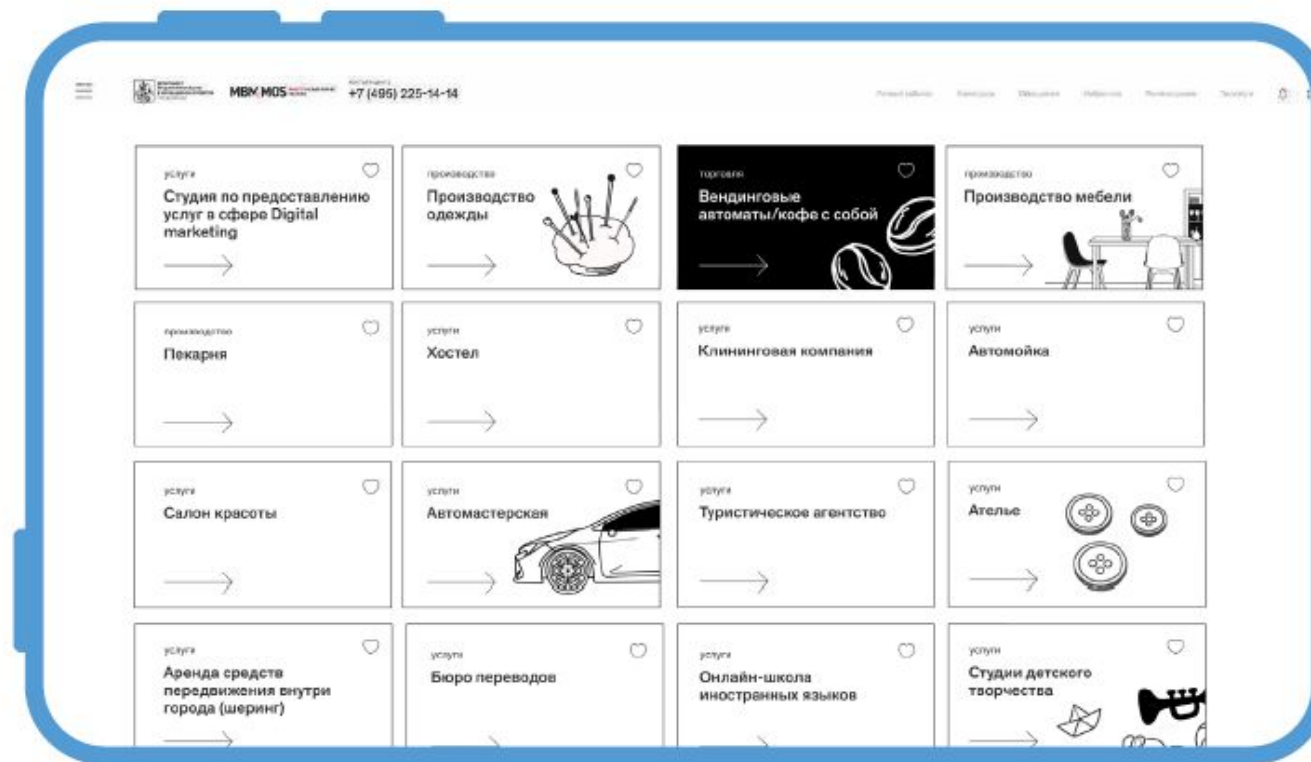 МЕНЮ
MBM.MOS
+7 (495) 225-14-14
услуги
Студия по предоставлению
услуг в сфере Digital
marketing
производство
Производство
одежды
торговля
Вендинговые
автоматы/кофе с собой
производство
Производство мебели
производство
Пекарня
услуги
Хостел
услуги
Клининговая компания
услуги
Автомойка
услуги
Салон красоты
услуги
Автомастерская
услуги
Туристическое агентство
услуги
Ателье
услуги
Аренда средств
передвижения внутри
города (шеринг)
услуги
Бюро переводов
услуги
Онлайн-школа
иностранных языков
услуги
Студии детского
творчества